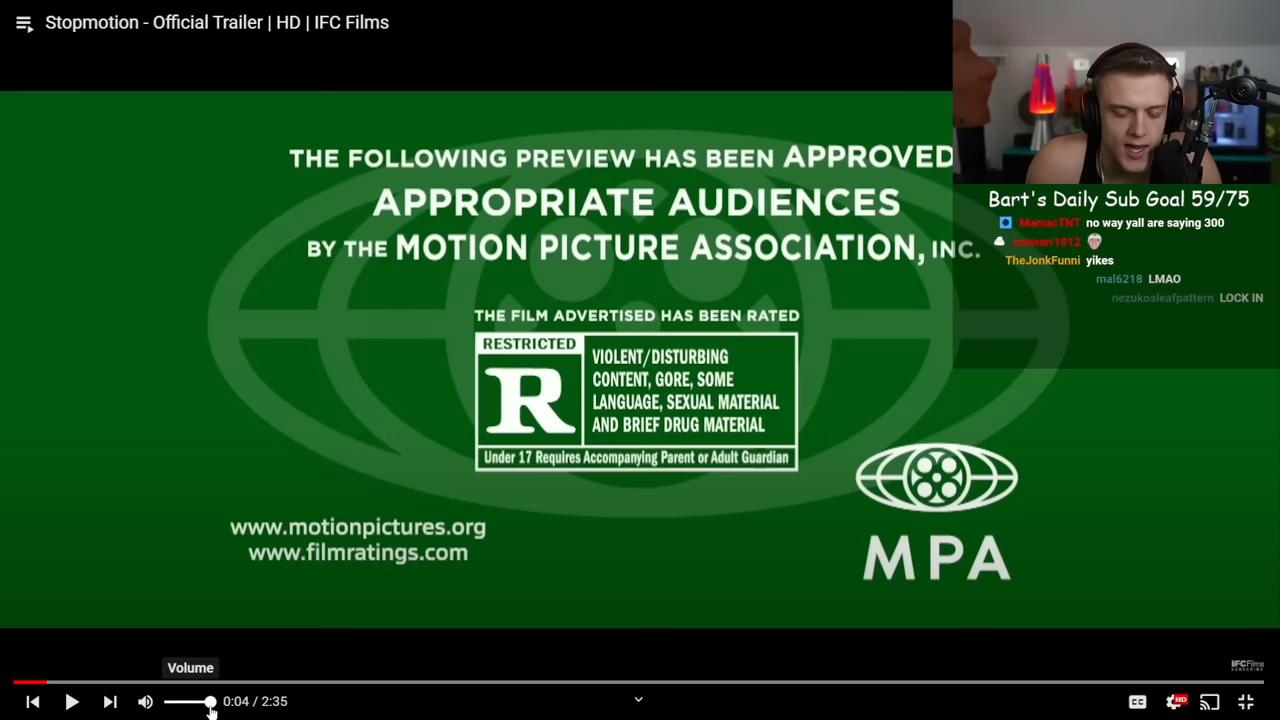 Stopmotion - Official Trailer | HD | IFC Films
THE FOLLOWING PREVIEW HAS BEEN APPROVED
APPROPRIATE AUDIENCES
BY THE MOTION PICTURE ASSOCIATION, INC.
THE FILM ADVERTISED HAS BEEN RATED
RESTRICTED
R
VIOLENT/DISTURBING
CONTENT, GORE, SOME
LANGUAGE, SEXUAL MATERIAL
AND BRIEF DRUG MATERIAL
Under 17 Requires Accompanying Parent or Adult Guardian
www.motionpictures.org
www.filmratings.com
MPA
Bart's Daily Sub Goal 59/75
ManiacTNT no way yall are saying 300
connerr1012
TheJonkFunni yikes
mal6218 LMAO
nezukosleafpattern LOCK IN
IFC Films
SUBSCRIBE
Volume
0:04 / 2:35
CC
HD